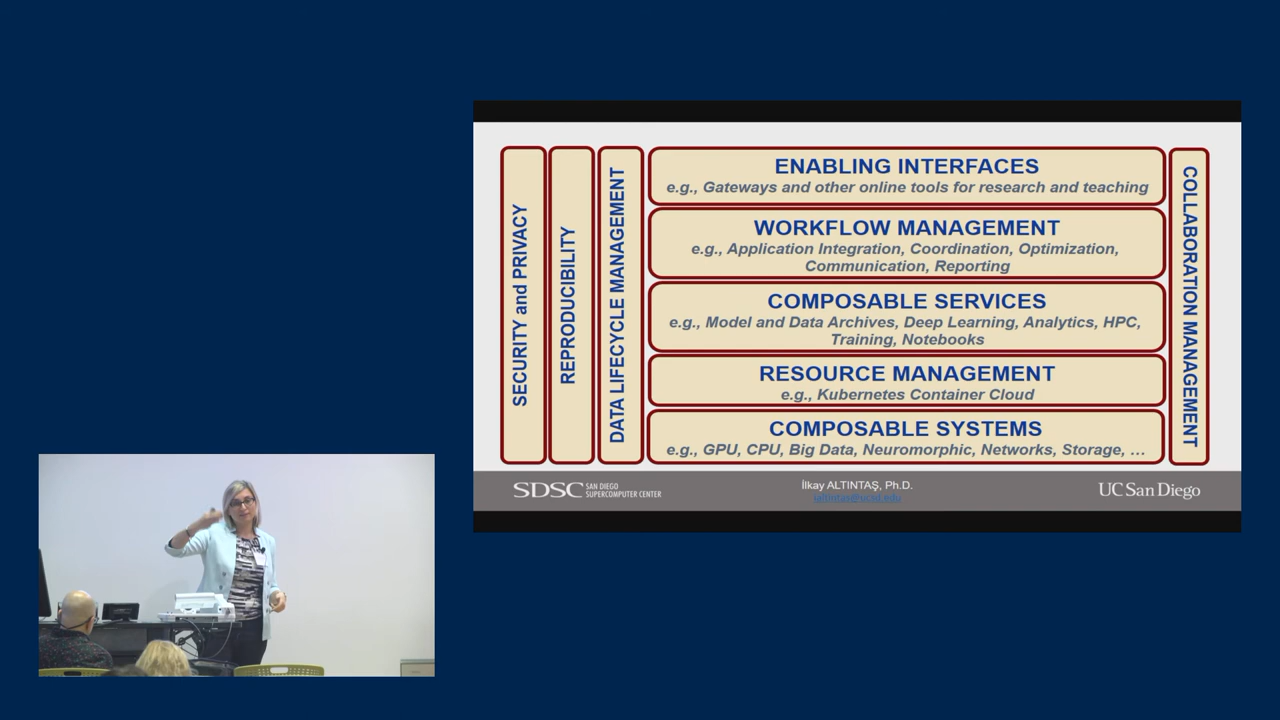 SECURITY and PRIVACY
REPRODUCIBILITY
DATA LIFECYCLE MANAGEMENT
ENABLING INTERFACES
e.g., Gateways and other online tools for research and teaching
WORKFLOW MANAGEMENT
e.g., Application Integration, Coordination, Optimization,
Communication, Reporting
COMPOSABLE SERVICES
e.g., Model and Data Archives, Deep Learning, Analytics, HPC,
Training, Notebooks
RESOURCE MANAGEMENT
e.g., Kubernetes Container Cloud
COMPOSABLE SYSTEMS
e.g., GPU, CPU, Big Data, Neuromorphic, Networks, Storage, …
COLLABORATION MANAGEMENT
SDSC SAN DIEGO
SUPERCOMPUTER CENTER
İlkay ALTINTAŞ, Ph.D.
ialtintas@ucsd.edu
UC San Diego